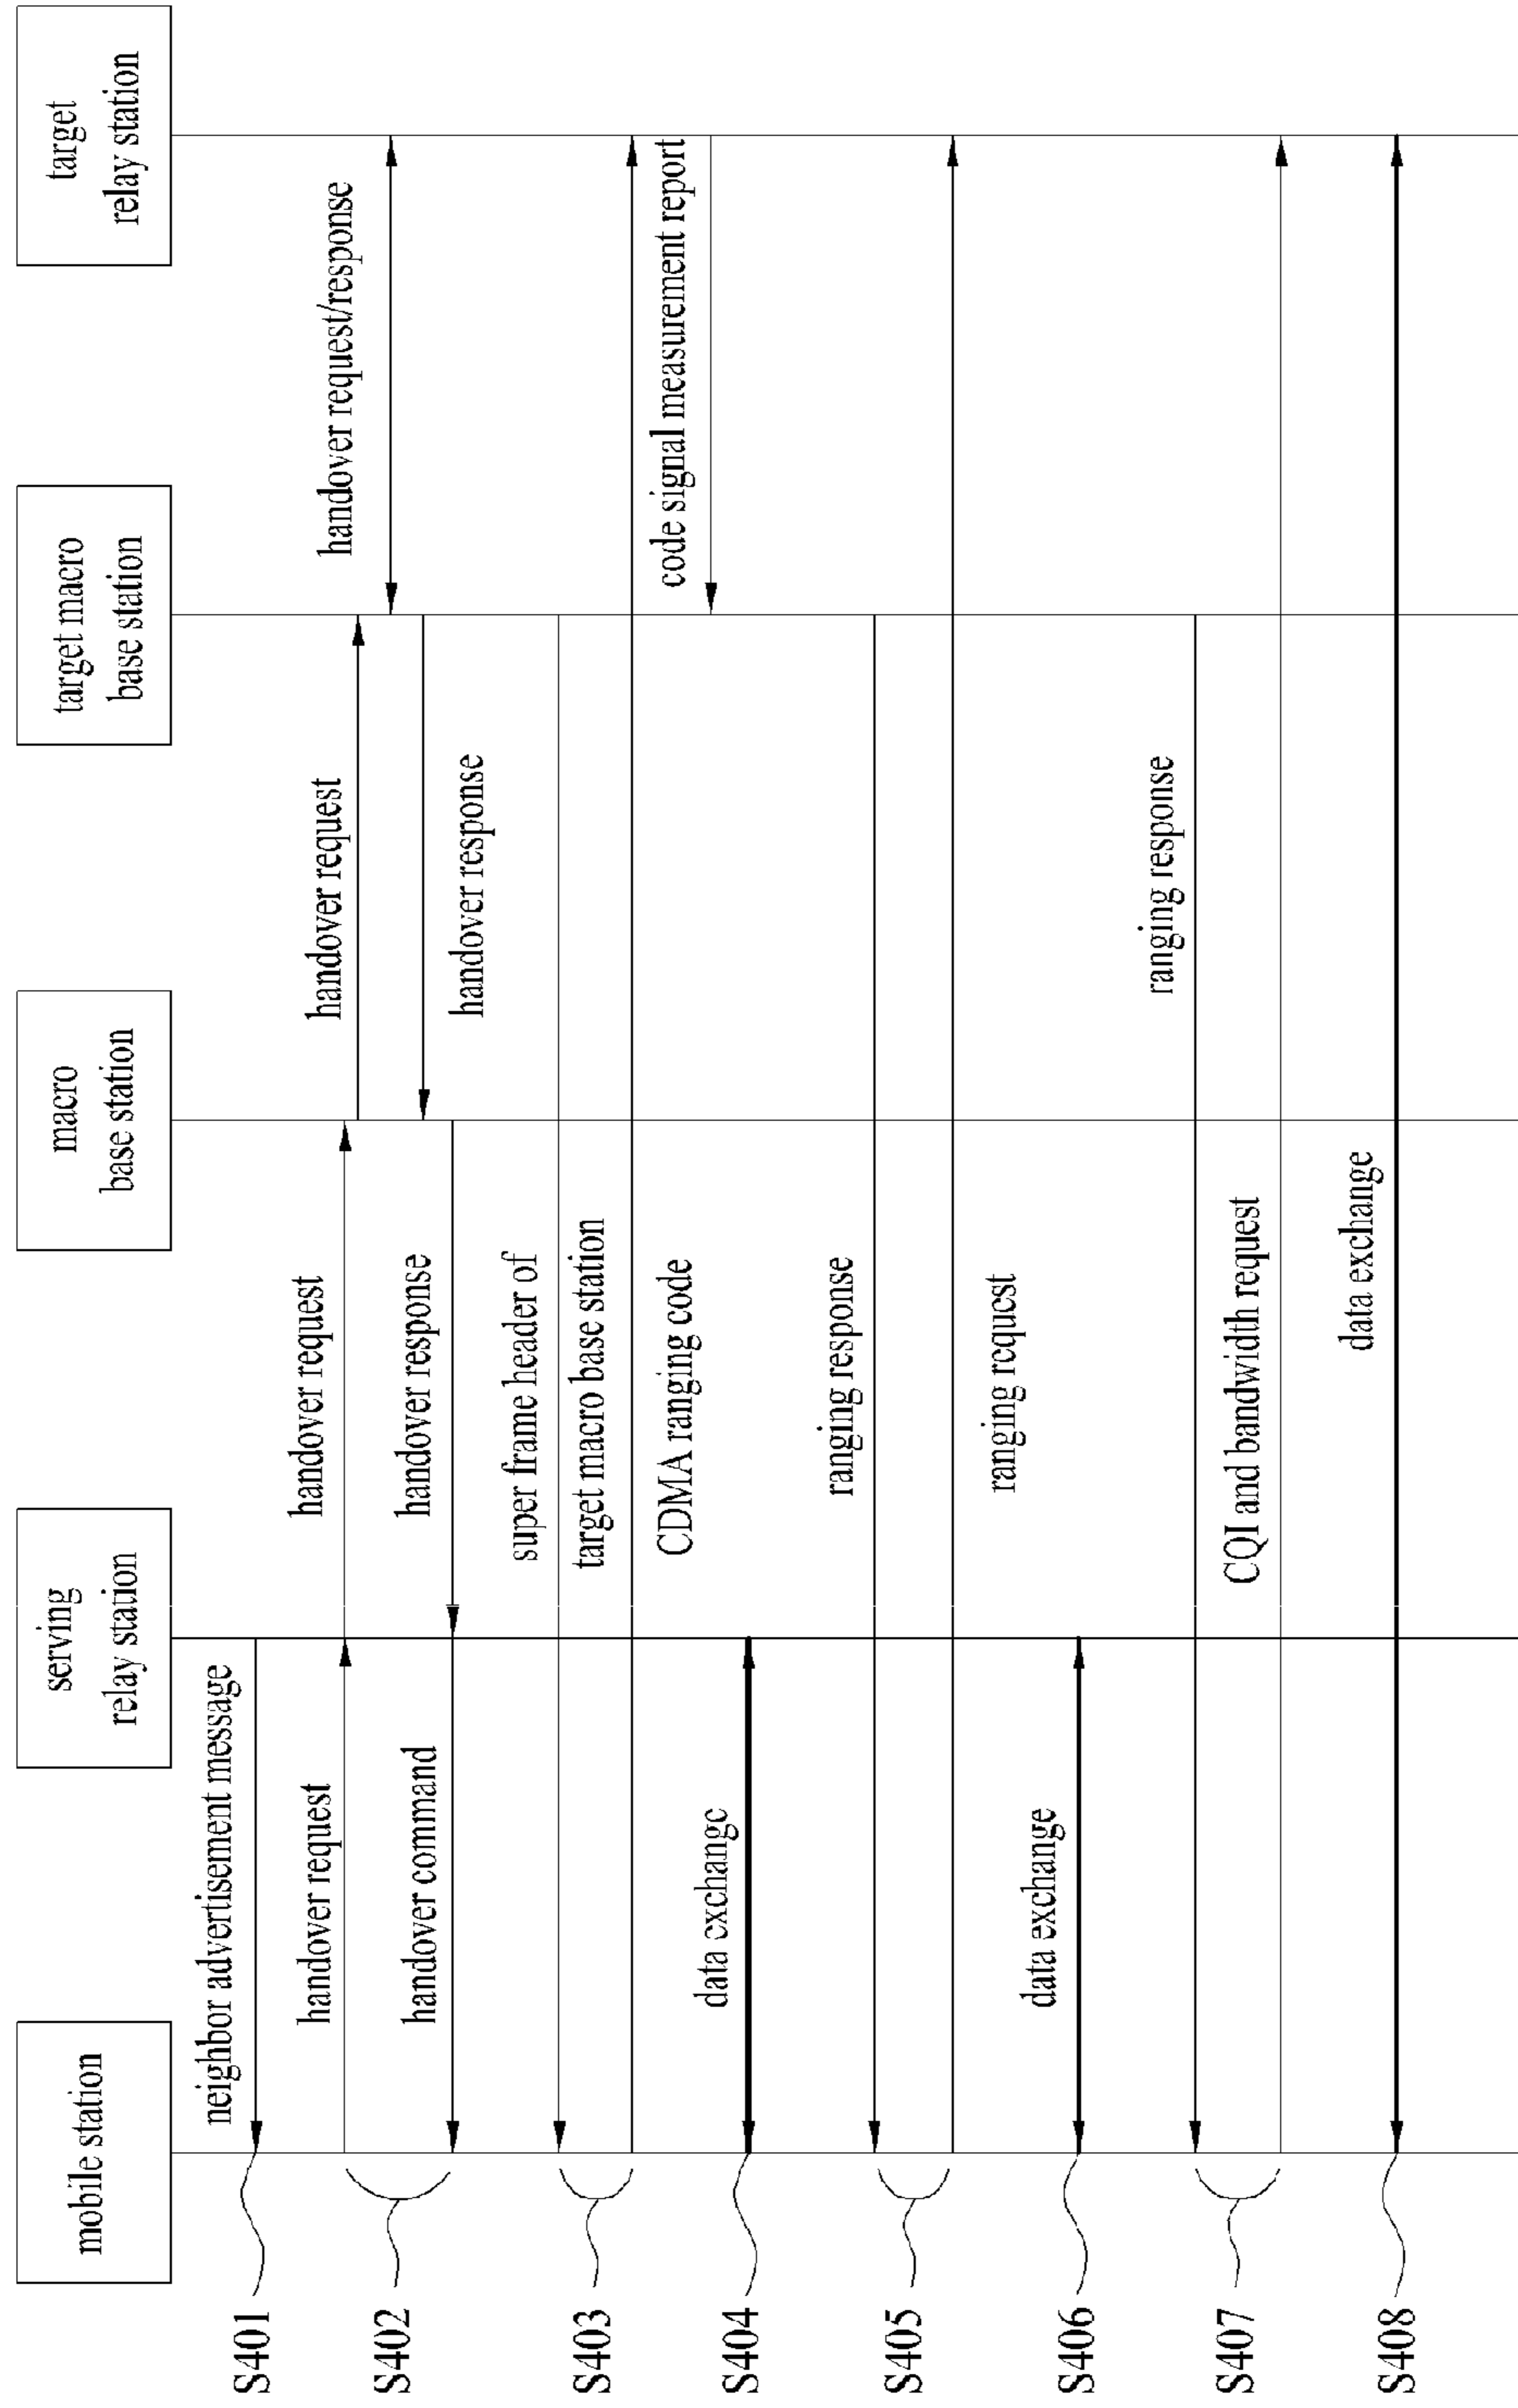 mobile station
serving
relay station
macro
base station
target macro
base station
target
relay station
S401
neighbor advertisement message
S402
handover request
handover request
handover request
handover request/response
handover command
handover response
handover response
S403
super frame header of
target macro base station
CDMA ranging code
code signal measurement report
S404
data exchange
S405
ranging response
ranging request
S406
data exchange
S407
ranging response
CQI and bandwidth request
S408
data exchange